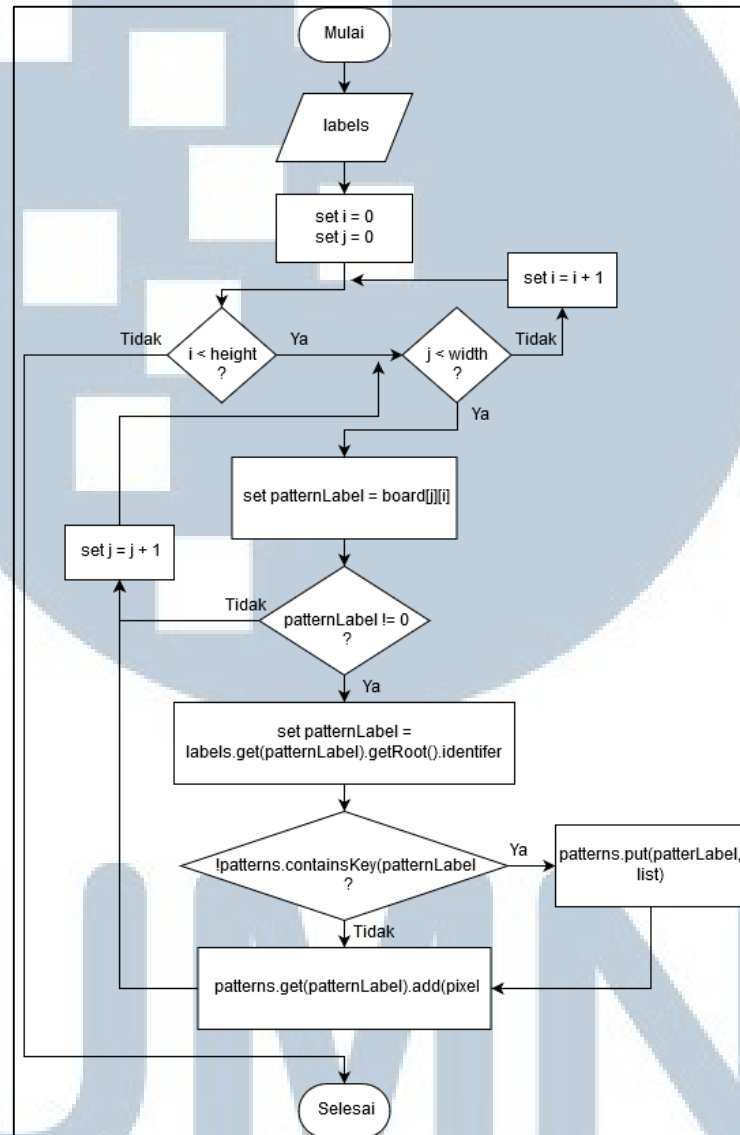 Mulai
labels
set i = 0
set j = 0
set i = i + 1
Tidak
i < height
?
Ya
j < width
?
Tidak
Ya
set patternLabel = board[j][i]
set j = j + 1
Tidak
patternLabel != 0
?
Ya
set patternLabel =
labels.get(patternLabel).getRoot().identifer
!patterns.containsKey(patternLabel
?
Ya
patterns.put(patterLabel,
list)
Tidak
patterns.get(patternLabel).add(pixel
Selesai
UMN